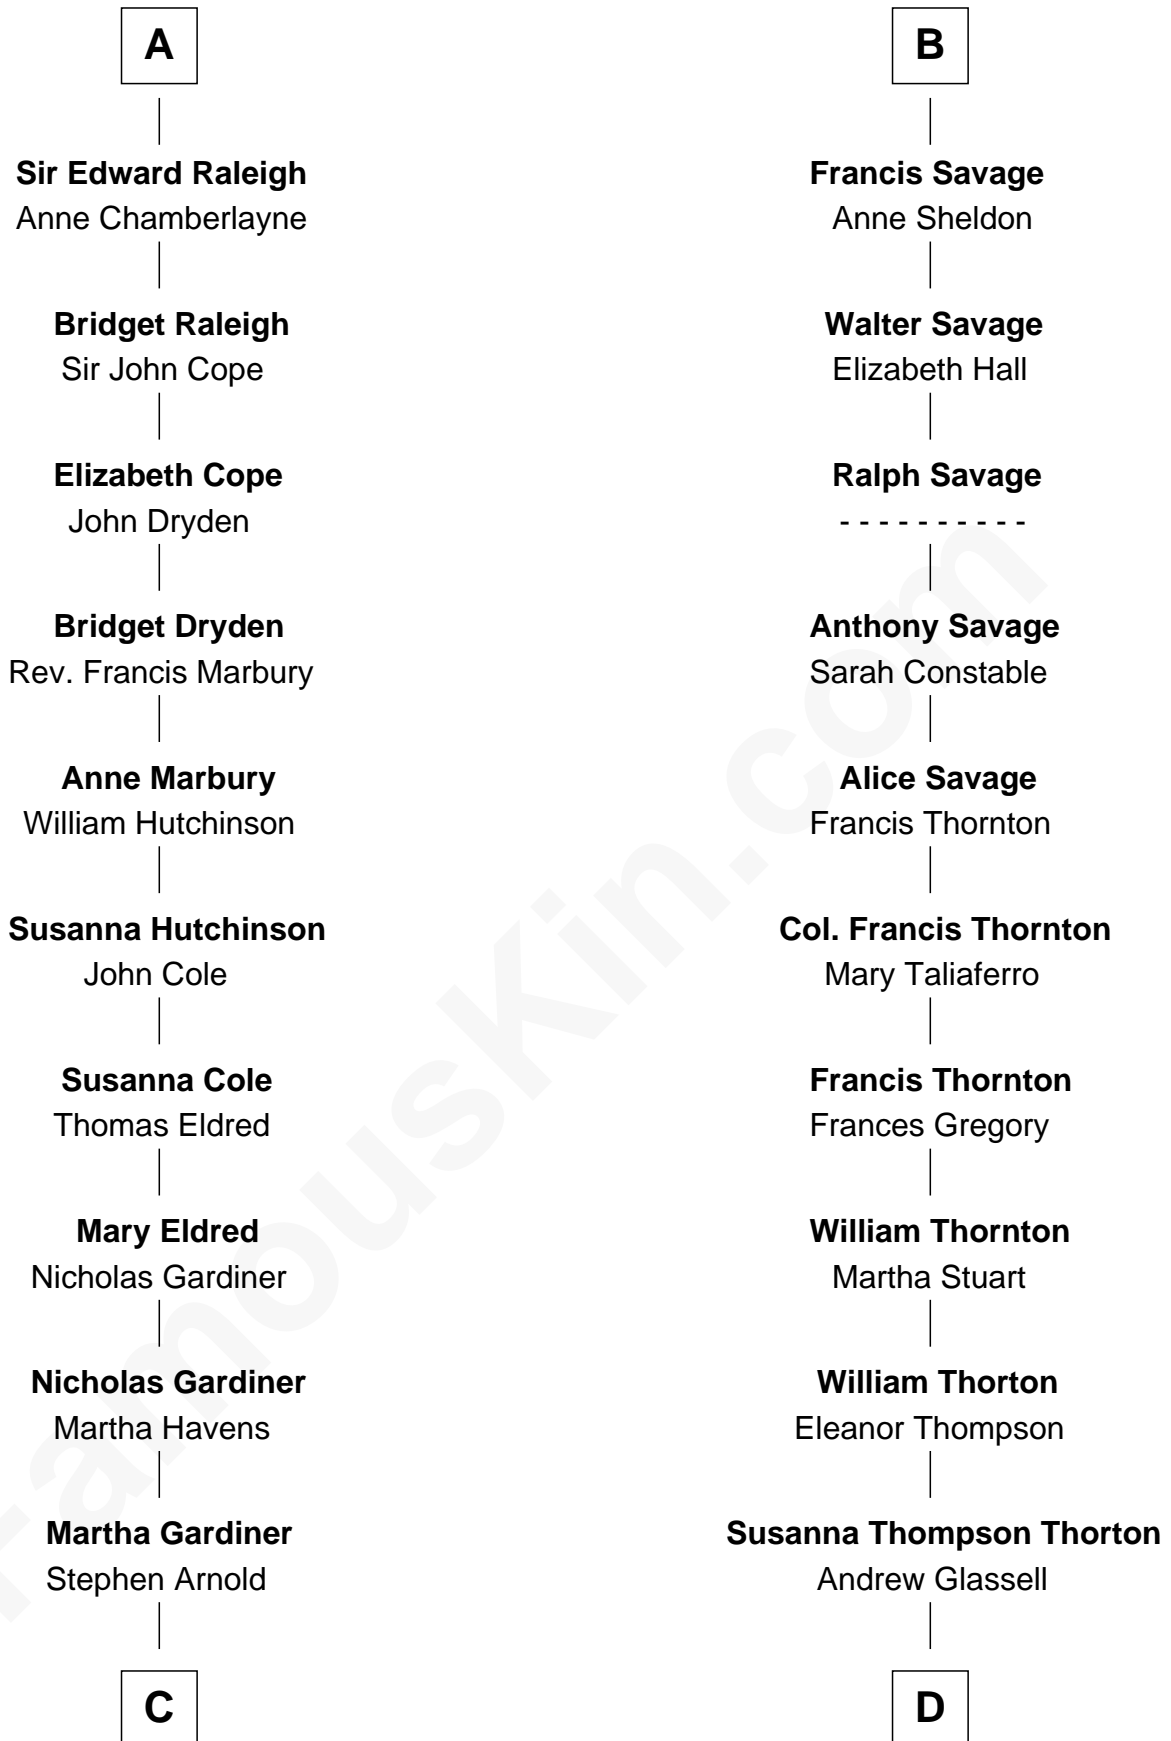 A
Sir Edward Raleigh
Anne Chamberlayne
Bridget Raleigh
Sir John Cope
Elizabeth Cope
John Dryden
Bridget Dryden
Rev. Francis Marbury
Anne Marbury
William Hutchinson
Susanna Hutchinson
John Cole
Susanna Cole
Thomas Eldred
Mary Eldred
Nicholas Gardiner
Nicholas Gardiner
Martha Havens
Martha Gardiner
Stephen Arnold
C
B
Francis Savage
Anne Sheldon
Walter Savage
Elizabeth Hall
Ralph Savage
- - - - - - - - - -
Anthony Savage
Sarah Constable
Alice Savage
Francis Thornton
Col. Francis Thornton
Mary Taliaferro
Francis Thornton
Frances Gregory
William Thornton
Martha Stuart
William Thorton
Eleanor Thompson
Susanna Thompson Thorton
Andrew Glassell
D
FamousKin.com